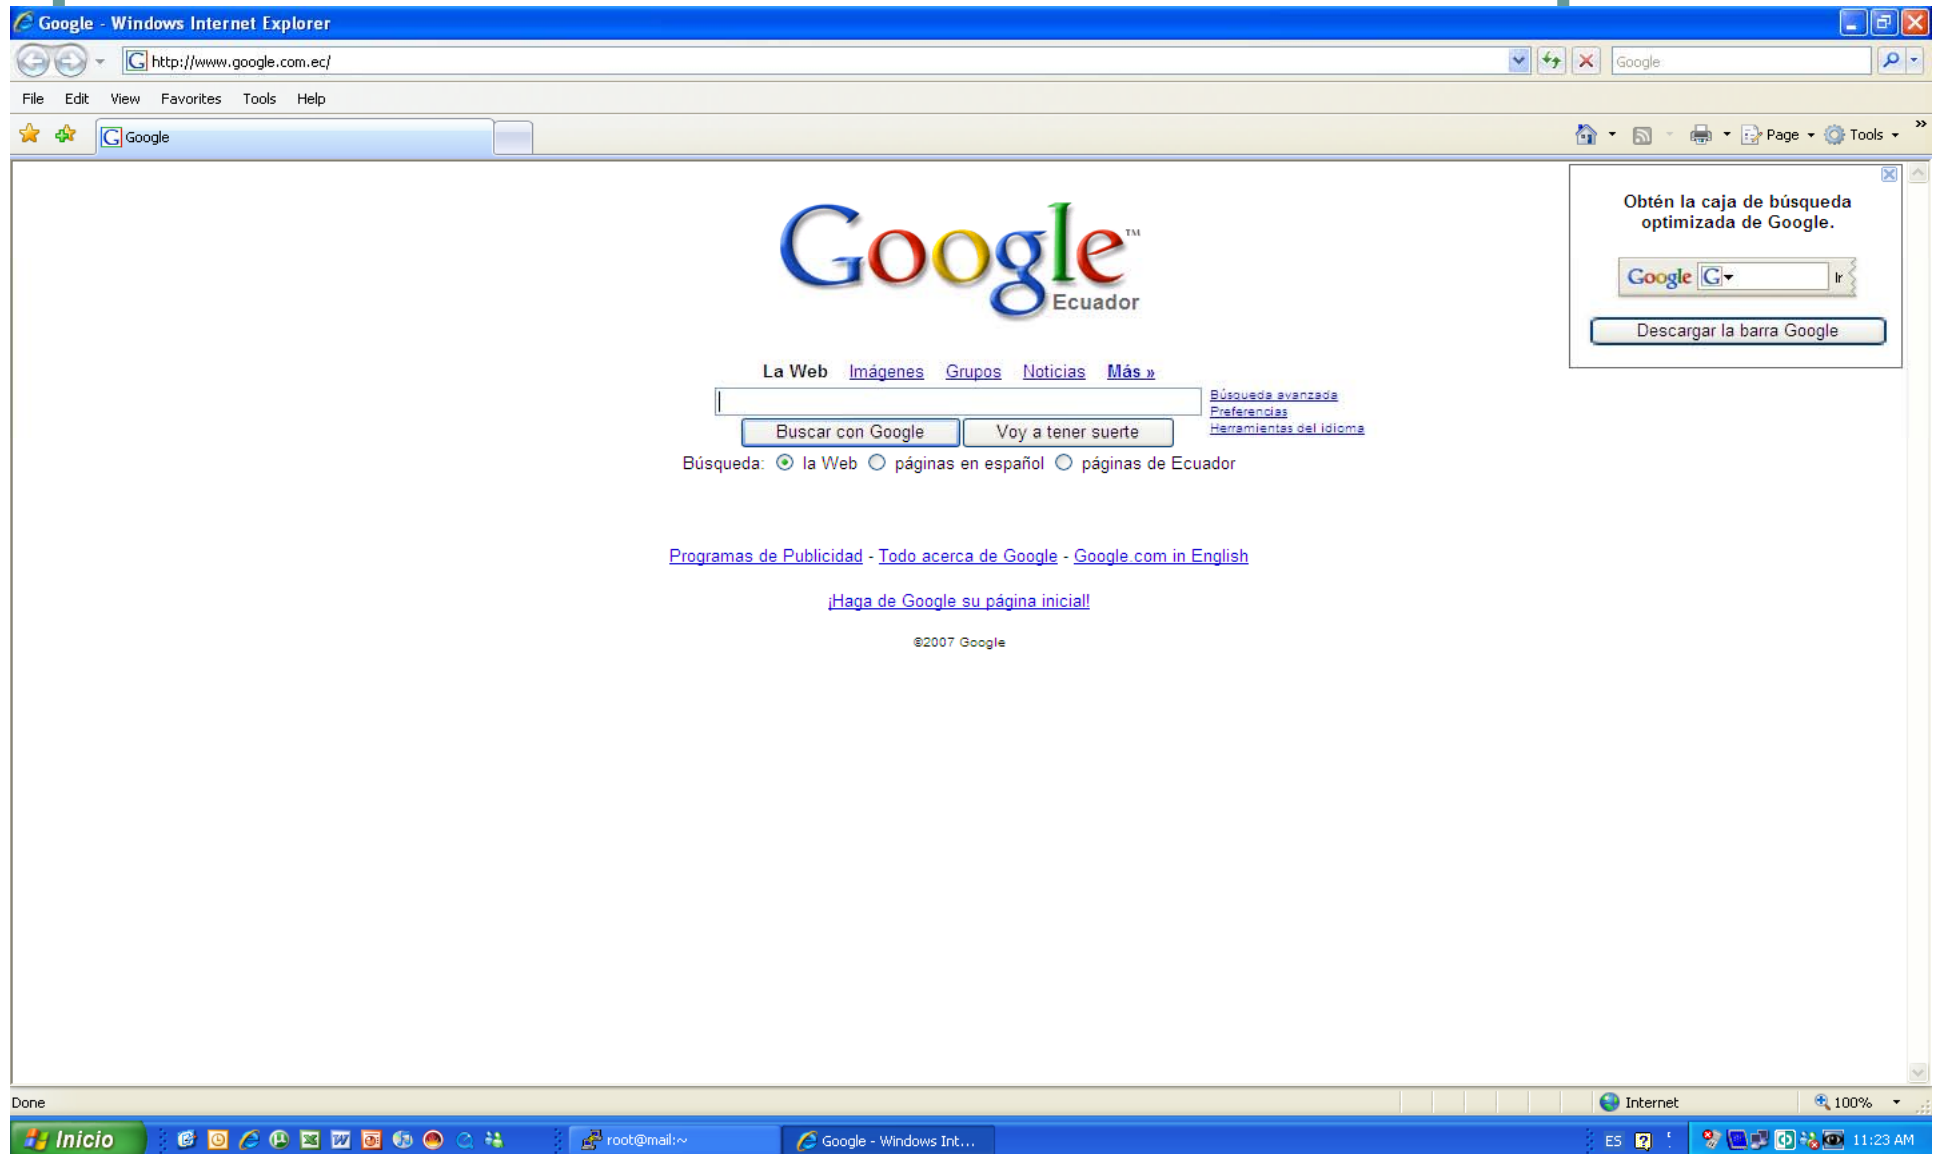 Google - Windows Internet Explorer
http://www.google.com.ec/
Google
File Edit View Favorites Tools Help
Google
Page Tools »
Google™
Ecuador
Obtén la caja de búsqueda
optimizada de Google.
Google G Ir
Descargar la barra Google
La Web Imágenes Grupos Noticias Más »
Búsqueda avanzada
Preferencias
Herramientas del idioma
Buscar con Google Voy a tener suerte
Búsqueda: la Web páginas en español páginas de Ecuador
Programas de Publicidad - Todo acerca de Google - Google.com in English
¡Haga de Google su página inicial!
©2007 Google
Done
Internet
100%
Inicio
root@mail:~
Google - Windows Int...
ES
11:23 AM